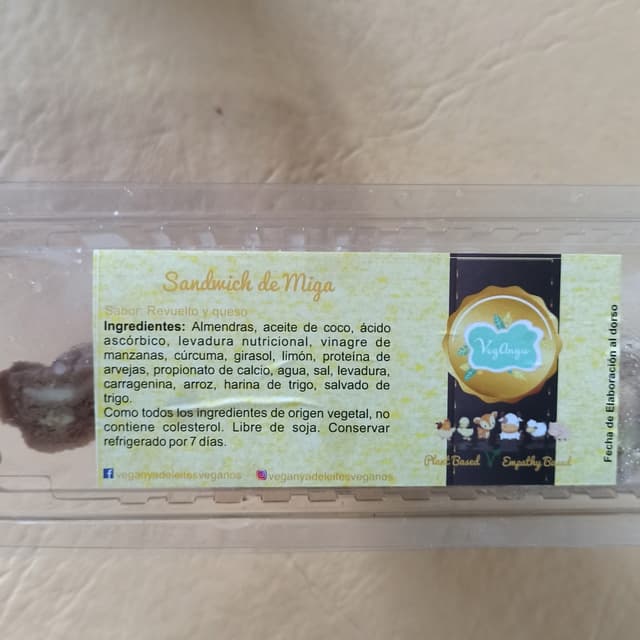 Sandwich de Miga
Sabor: Revuelto y queso
Ingredientes: Almendras, aceite de coco, ácido
ascórbico, levadura nutricional, vinagre de
manzanas, cúrcuma, girasol, limón, proteína de
arvejas, propionato de calcio, agua, sal, levadura,
carragenina, arroz, harina de trigo, salvado de
trigo.
Como todos los ingredientes de origen vegetal, no
contiene colesterol. Libre de soja. Conservar
refrigerado por 7 días.
veganyadeleitesveganos
veganyadeleitesveganos
Plant Based
Empathy Based
Fecha de Elaboración al dorso